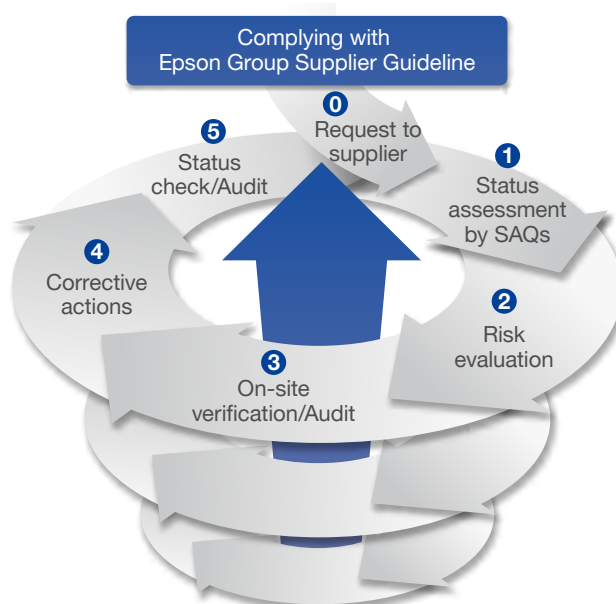 Complying with
Epson Group Supplier Guideline
0
Request to
supplier
1
Status
assessment
by SAQs
2
Risk
evaluation
3
On-site
verification/Audit
4
Corrective
actions
5
Status
check/Audit